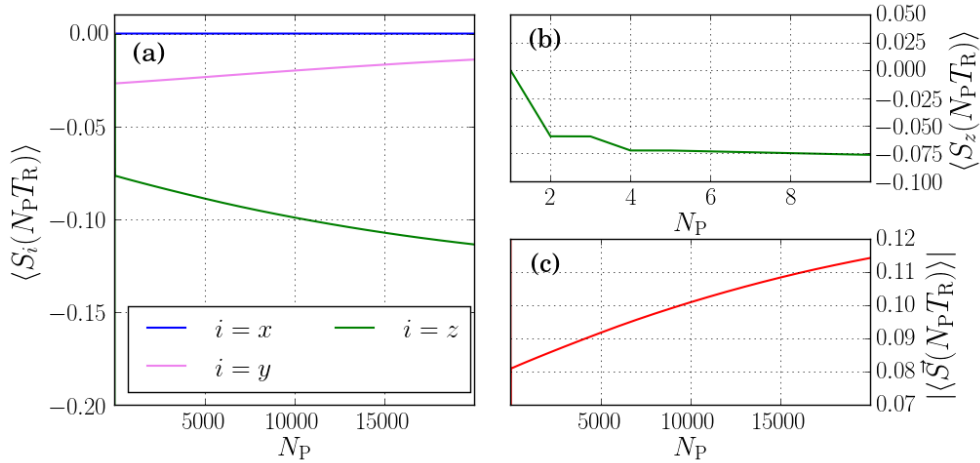 (a)
0.00
−0.05
−0.10
−0.15
−0.20
⟨S_i(N_P T_R)⟩
i = x
i = y
i = z
5000 10000 15000
N_P
(b)
0.050
0.025
0.000
−0.025
−0.050
−0.075
−0.100
⟨S_z(N_P T_R)⟩
2 4 6 8
N_P
(c)
0.12
0.11
0.10
0.09
0.08
0.07
|⟨S⃗(N_P T_R)⟩|
5000 10000 15000
N_P